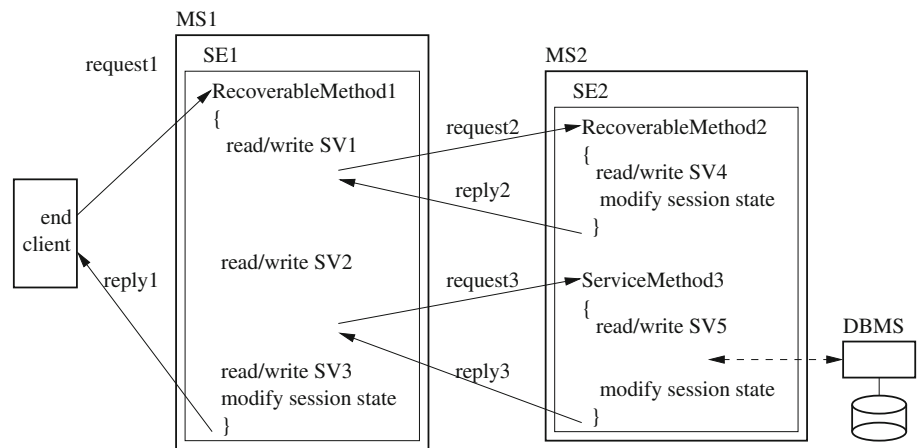 MS1
SE1
request1
RecoverableMethod1
{
read/write SV1
read/write SV2
read/write SV3
modify session state
}
end
client
reply1
request2
reply2
request3
reply3
MS2
SE2
RecoverableMethod2
{
read/write SV4
modify session state
}
ServiceMethod3
{
read/write SV5
modify session state
}
DBMS